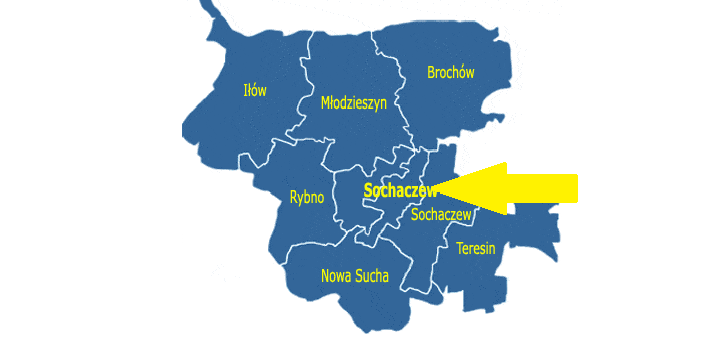 Brochów
Iłów
Młodzieszyn
Sochaczew
Rybno
Sochaczew
Teresin
Nowa Sucha